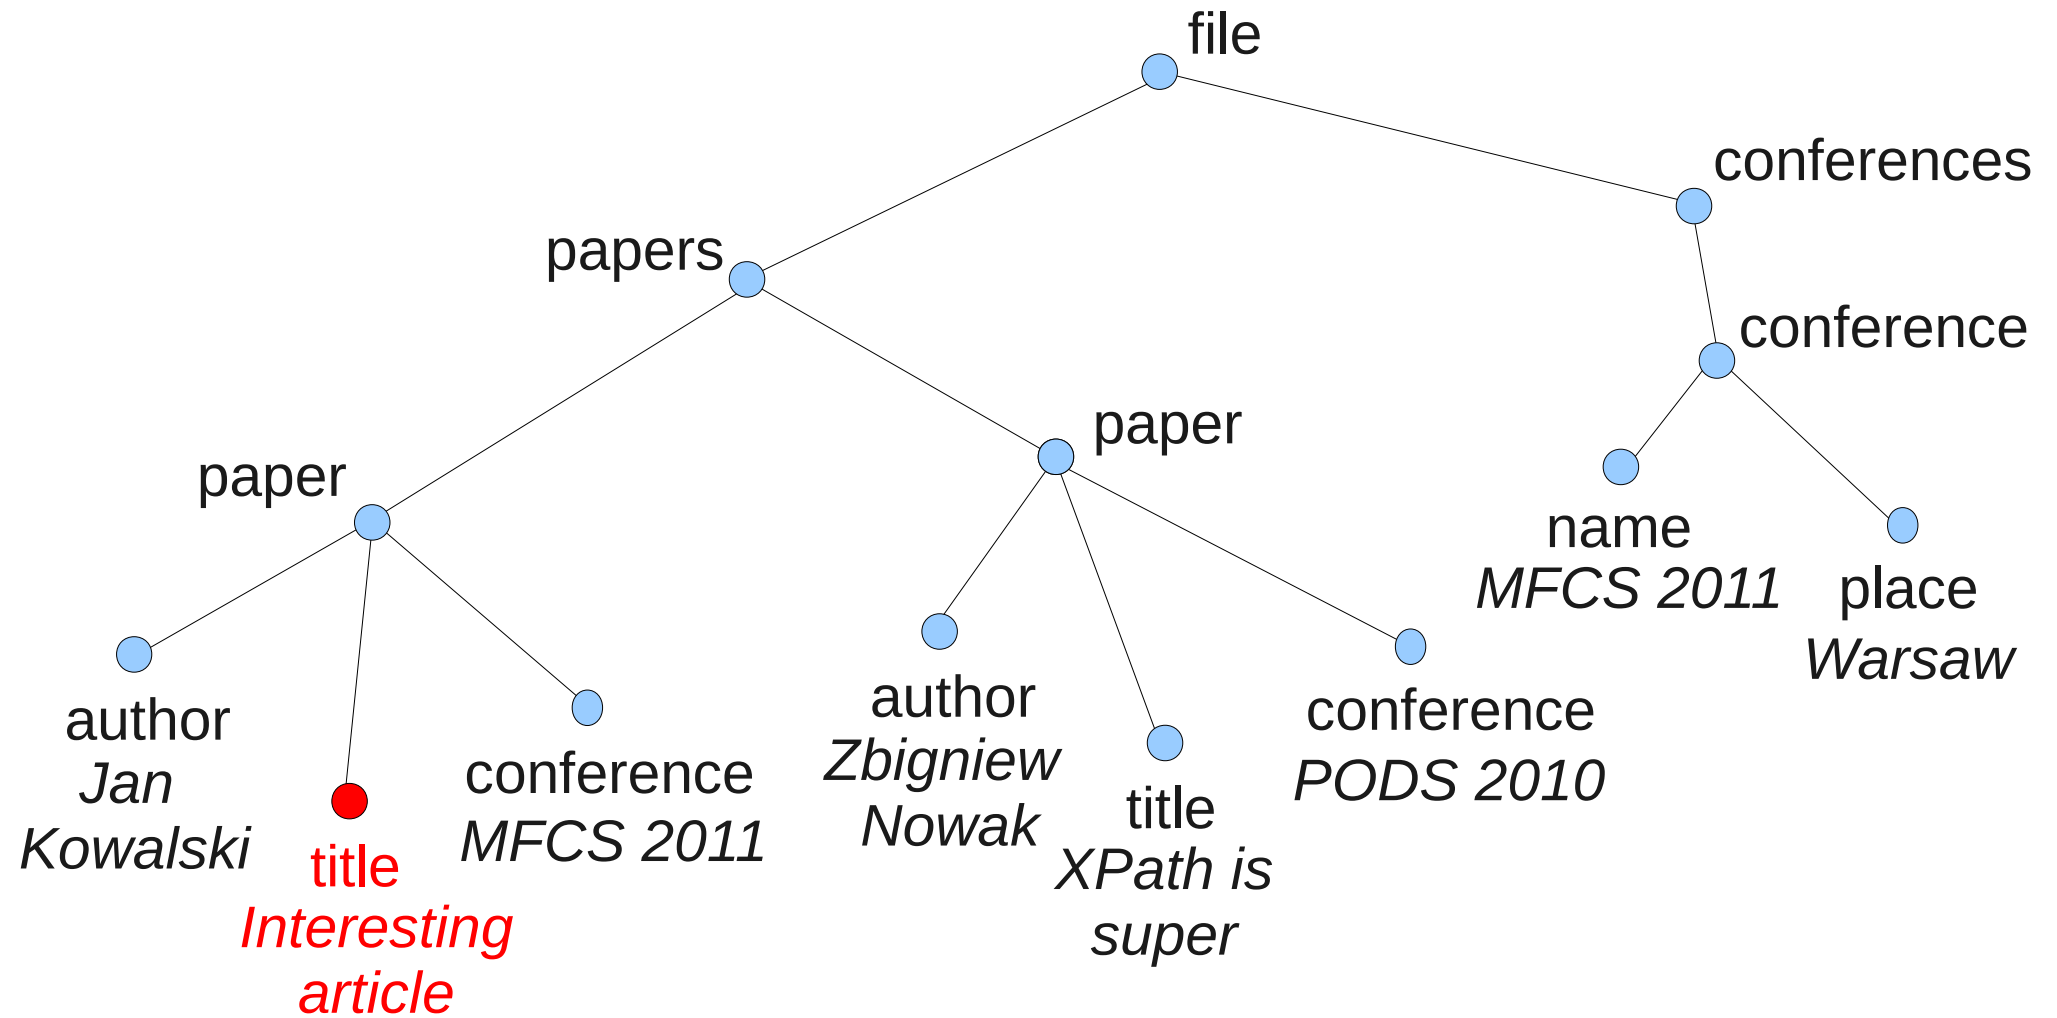 file
conferences
papers
conference
paper
paper
name
MFCS 2011
place
Warsaw
author
Jan
Kowalski
title
Interesting
article
conference
MFCS 2011
author
Zbigniew
Nowak
title
XPath is
super
conference
PODS 2010